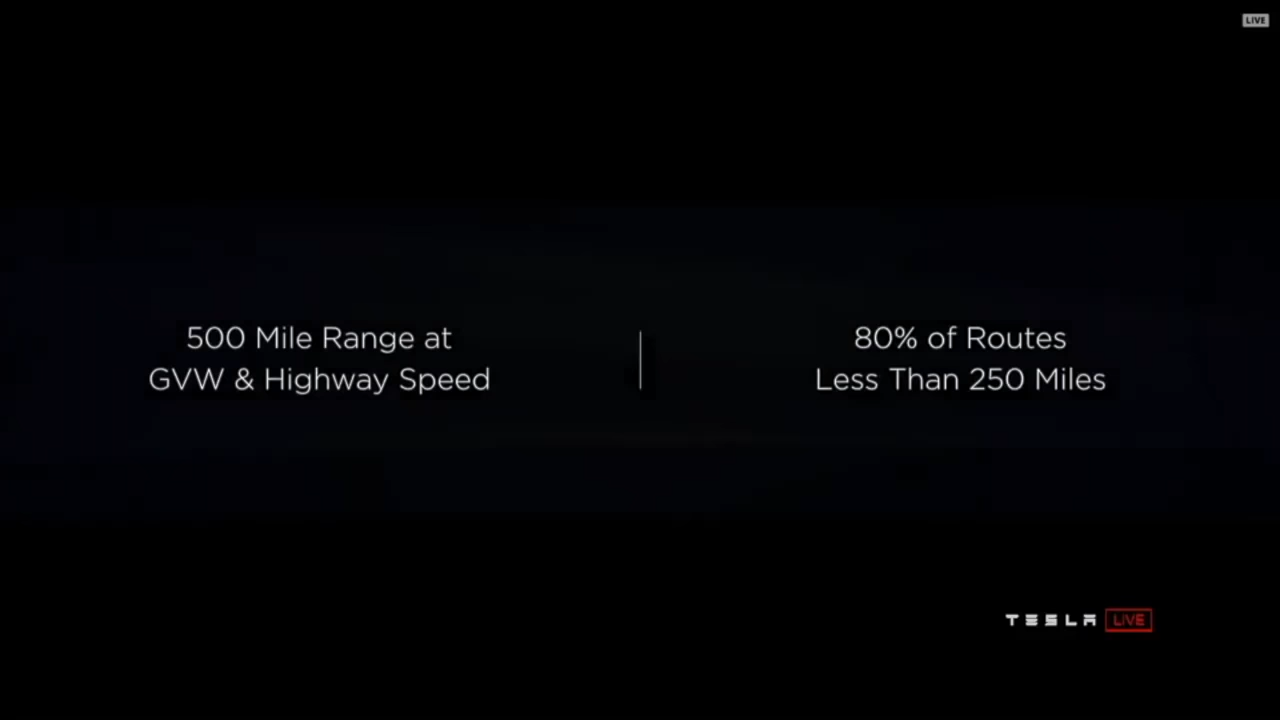 LIVE
500 Mile Range at
GVW & Highway Speed
80% of Routes
Less Than 250 Miles
TESLA LIVE